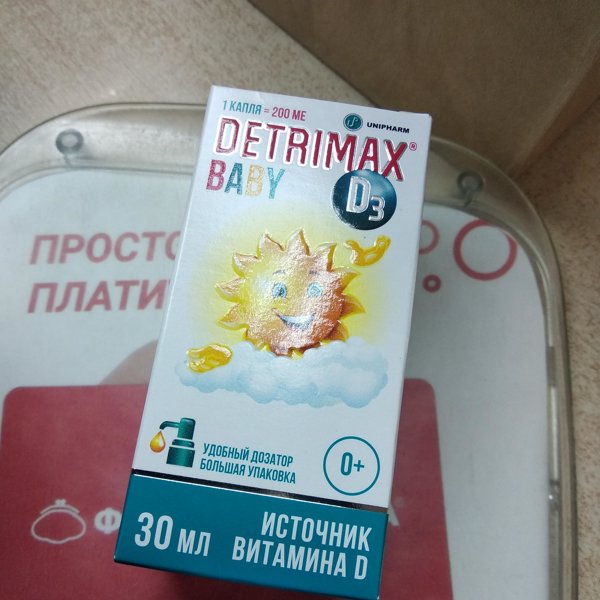 1 КАПЛЯ = 200 МЕ
UNIPHARM
DETRIMAX®
BABY
D3
ПРОСТО
ПЛАТИ
УДОБНЫЙ ДОЗАТОР
БОЛЬШАЯ УПАКОВКА
0+
30 МЛ
ИСТОЧНИК
ВИТАМИНА D